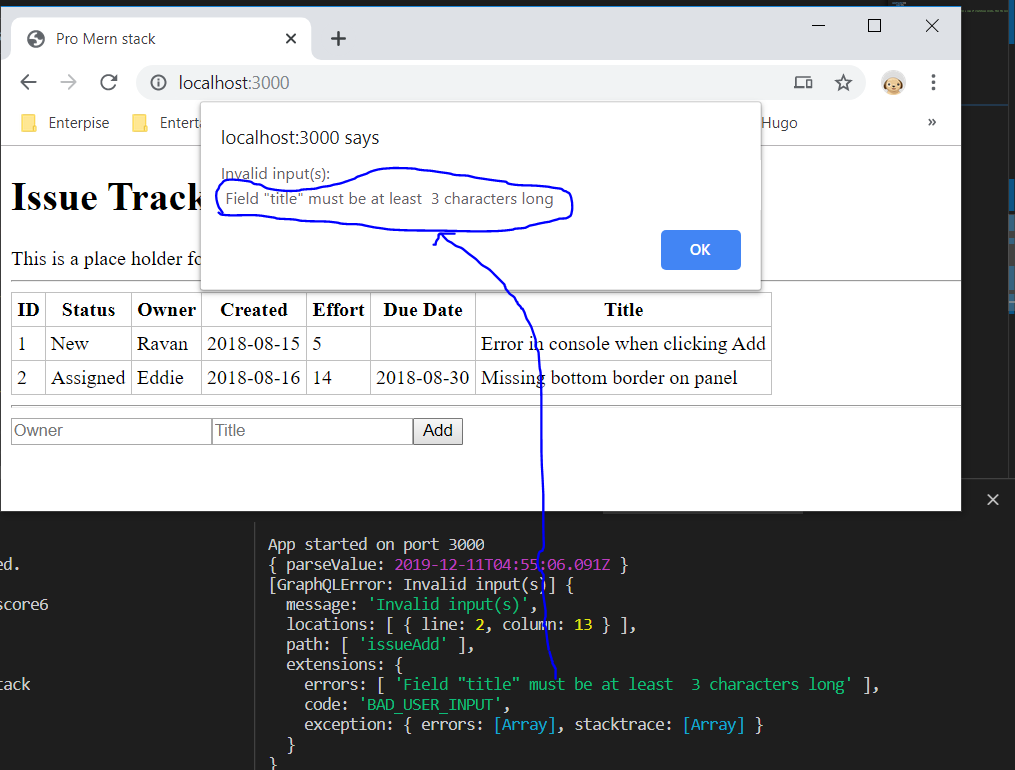 Pro Mern stack
localhost:3000
Enterpise
Entert
Hugo
localhost:3000 says
Invalid input(s):
Field "title" must be at least  3 characters long
OK
Issue Track
This is a place holder fo
ID Status Owner Created Effort Due Date Title
1 New Ravan 2018-08-15 5 Error in console when clicking Add
2 Assigned Eddie 2018-08-16 14 2018-08-30 Missing bottom border on panel
Owner Title Add
ed.
score6
tack
App started on port 3000
{ parseValue: 2019-12-11T04:55:06.091Z }
[GraphQLError: Invalid input(s)] {
message: 'Invalid input(s)',
locations: [ { line: 2, column: 13 } ],
path: [ 'issueAdd' ],
extensions: {
errors: [ 'Field "title" must be at least  3 characters long' ],
code: 'BAD_USER_INPUT',
exception: { errors: [Array], stacktrace: [Array] }
}
}